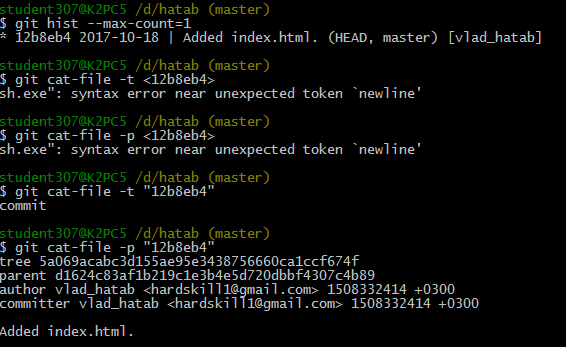 student307@K2PC5 /d/hatab (master)
$ git hist --max-count=1
* 12b8eb4 2017-10-18 | Added index.html. (HEAD, master) [vlad_hatab]
student307@K2PC5 /d/hatab (master)
$ git cat-file -t <12b8eb4>
sh.exe": syntax error near unexpected token `newline'
student307@K2PC5 /d/hatab (master)
$ git cat-file -p <12b8eb4>
sh.exe": syntax error near unexpected token `newline'
student307@K2PC5 /d/hatab (master)
$ git cat-file -t "12b8eb4"
commit
student307@K2PC5 /d/hatab (master)
$ git cat-file -p "12b8eb4"
tree 5a069acabc3d155ae95e3438756660ca1ccf674f
parent d1624c83af1b219c1e3b4e5d720dbbf4307c4b89
author vlad_hatab <hardskill1@gmail.com> 1508332414 +0300
committer vlad_hatab <hardskill1@gmail.com> 1508332414 +0300
Added index.html.